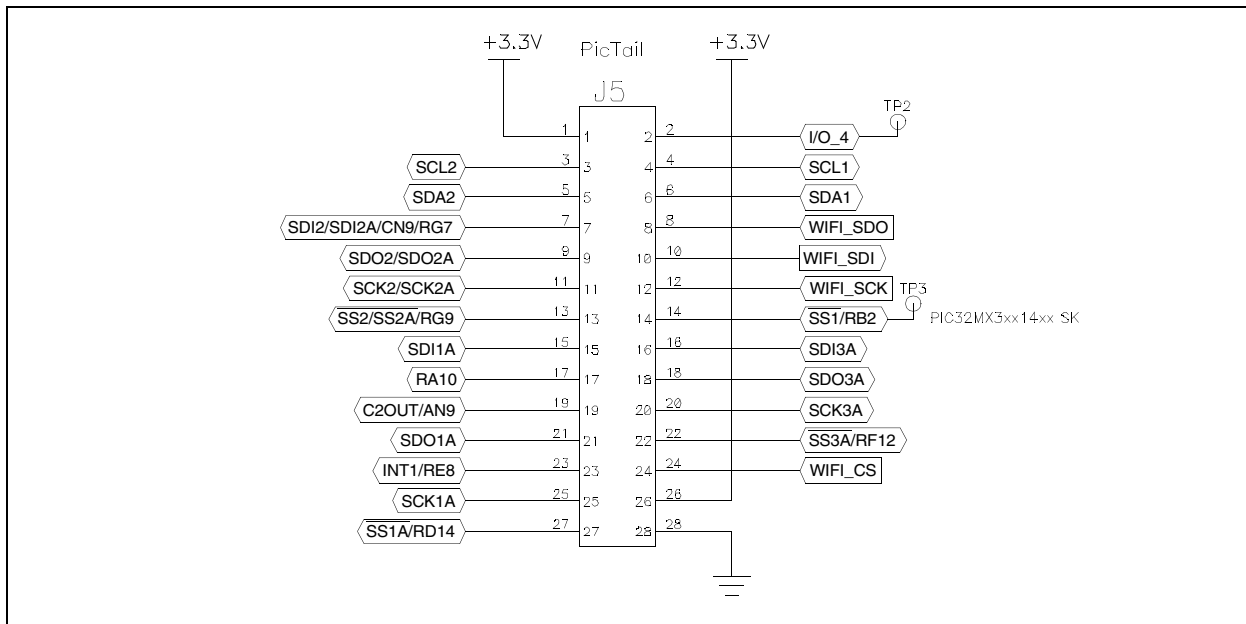 +3.3V PicTail +3.3V
J5
TP2
1 1 2 2 I/O_4
SCL2 3 3 4 4 SCL1
SDA2 5 5 6 6 SDA1
SDI2/SDI2A/CN9/RG7 7 7 8 8 WIFI_SDO
SDO2/SDO2A 9 9 10 10 WIFI_SDI
SCK2/SCK2A 11 11 12 12 WIFI_SCK
TP3
SS2/SS2A/RG9 13 13 14 14 SS1/RB2 PIC32MX3xx14xx SK
SDI1A 15 15 16 16 SDI3A
RA10 17 17 18 18 SDO3A
C2OUT/AN9 19 19 20 20 SCK3A
SDO1A 21 21 22 22 SS3A/RF12
INT1/RE8 23 23 24 24 WIFI_CS
SCK1A 25 25 26 26
SS1A/RD14 27 27 28 28